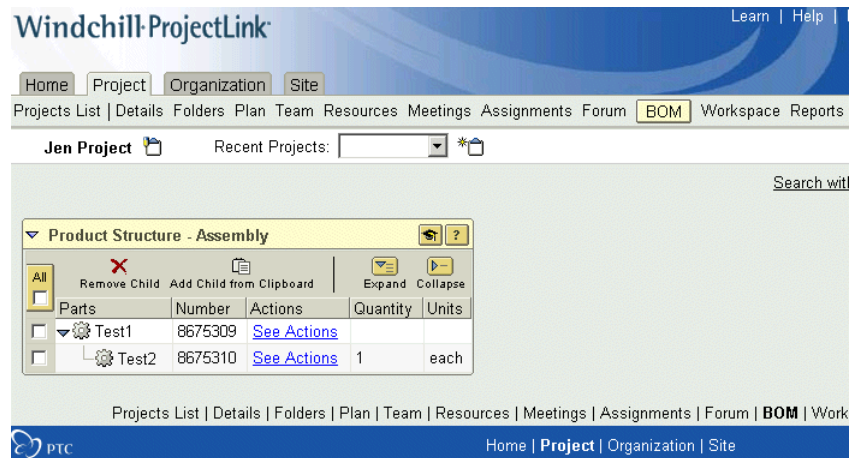 Windchill ProjectLink
Learn | Help |
Home Project Organization Site
Projects List | Details Folders Plan Team Resources Meetings Assignments Forum BOM Workspace Reports
Jen Project Recent Projects:
Search with
Product Structure - Assembly ?
All Remove Child Add Child from Clipboard Expand Collapse
Parts Number Actions Quantity Units
Test1 8675309 See Actions
Test2 8675310 See Actions 1 each
Projects List | Details | Folders | Plan | Team | Resources | Meetings | Assignments | Forum | BOM | Work
PTC
Home | Project | Organization | Site